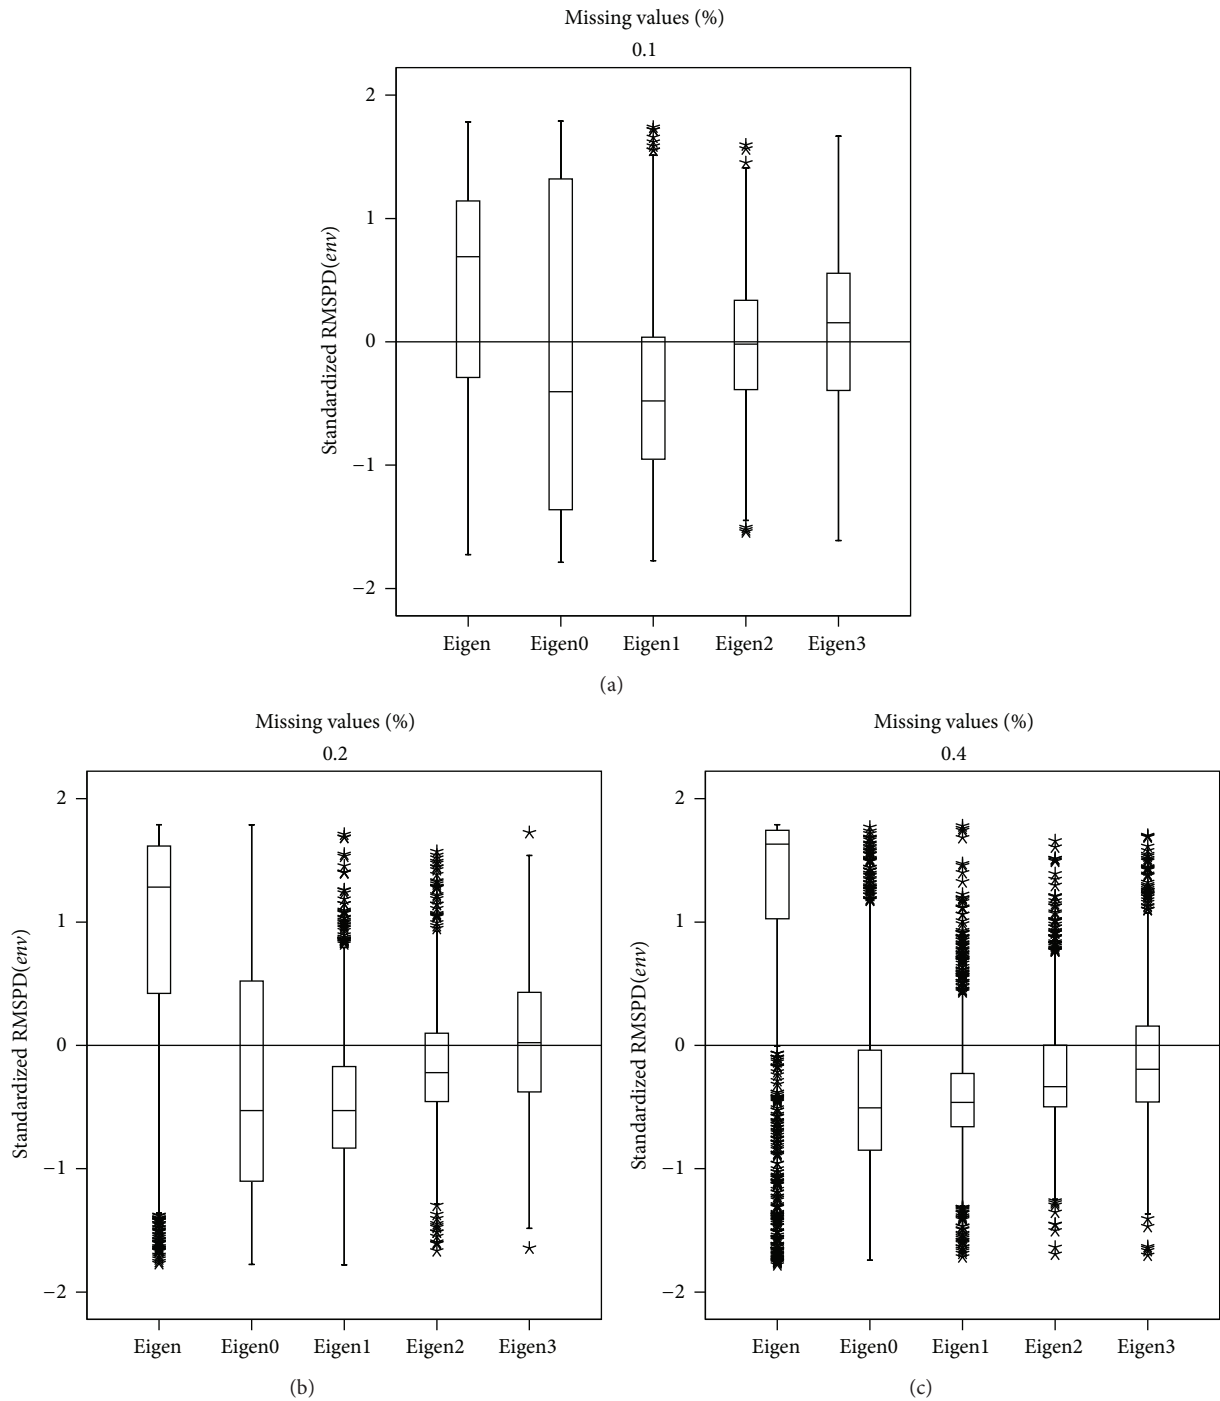 Missing values (%)
0.1
Standardized RMSPD(env)
2
1
0
−1
−2
Eigen Eigen0 Eigen1 Eigen2 Eigen3
(a)
Missing values (%)
0.2
Standardized RMSPD(env)
2
1
0
−1
−2
Eigen Eigen0 Eigen1 Eigen2 Eigen3
(b)
Missing values (%)
0.4
Standardized RMSPD(env)
2
1
0
−1
−2
Eigen Eigen0 Eigen1 Eigen2 Eigen3
(c)